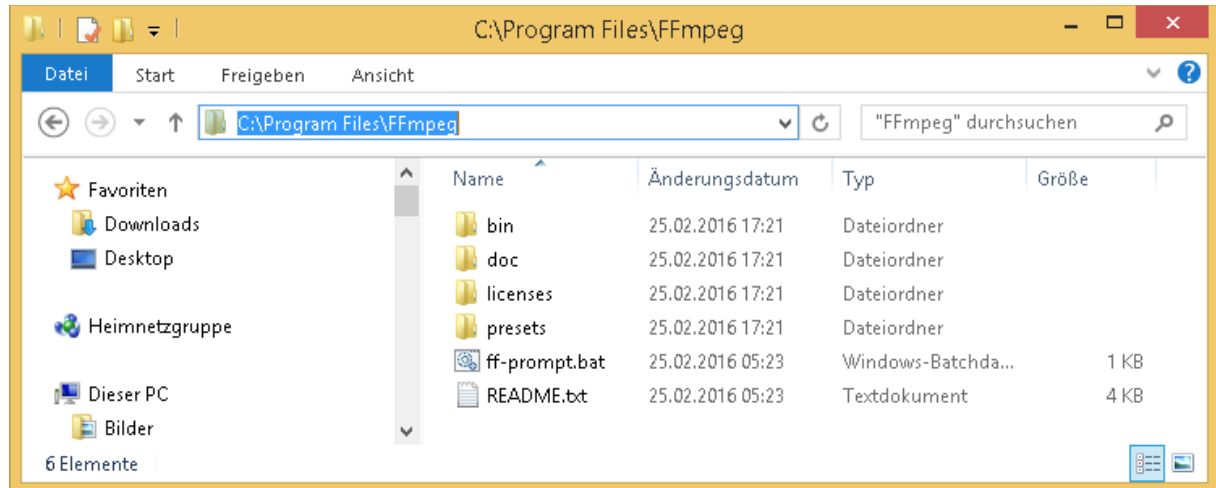 C:\Program Files\FFmpeg
Datei Start Freigeben Ansicht
C:\Program Files\FFmpeg "FFmpeg" durchsuchen
Name Änderungsdatum Typ Größe
Favoriten
Downloads
Desktop
Heimnetzgruppe
Dieser PC
Bilder
bin 25.02.2016 17:21 Dateiordner
doc 25.02.2016 17:21 Dateiordner
licenses 25.02.2016 17:21 Dateiordner
presets 25.02.2016 17:21 Dateiordner
ff-prompt.bat 25.02.2016 05:23 Windows-Batchda... 1 KB
README.txt 25.02.2016 05:23 Textdokument 4 KB
6 Elemente